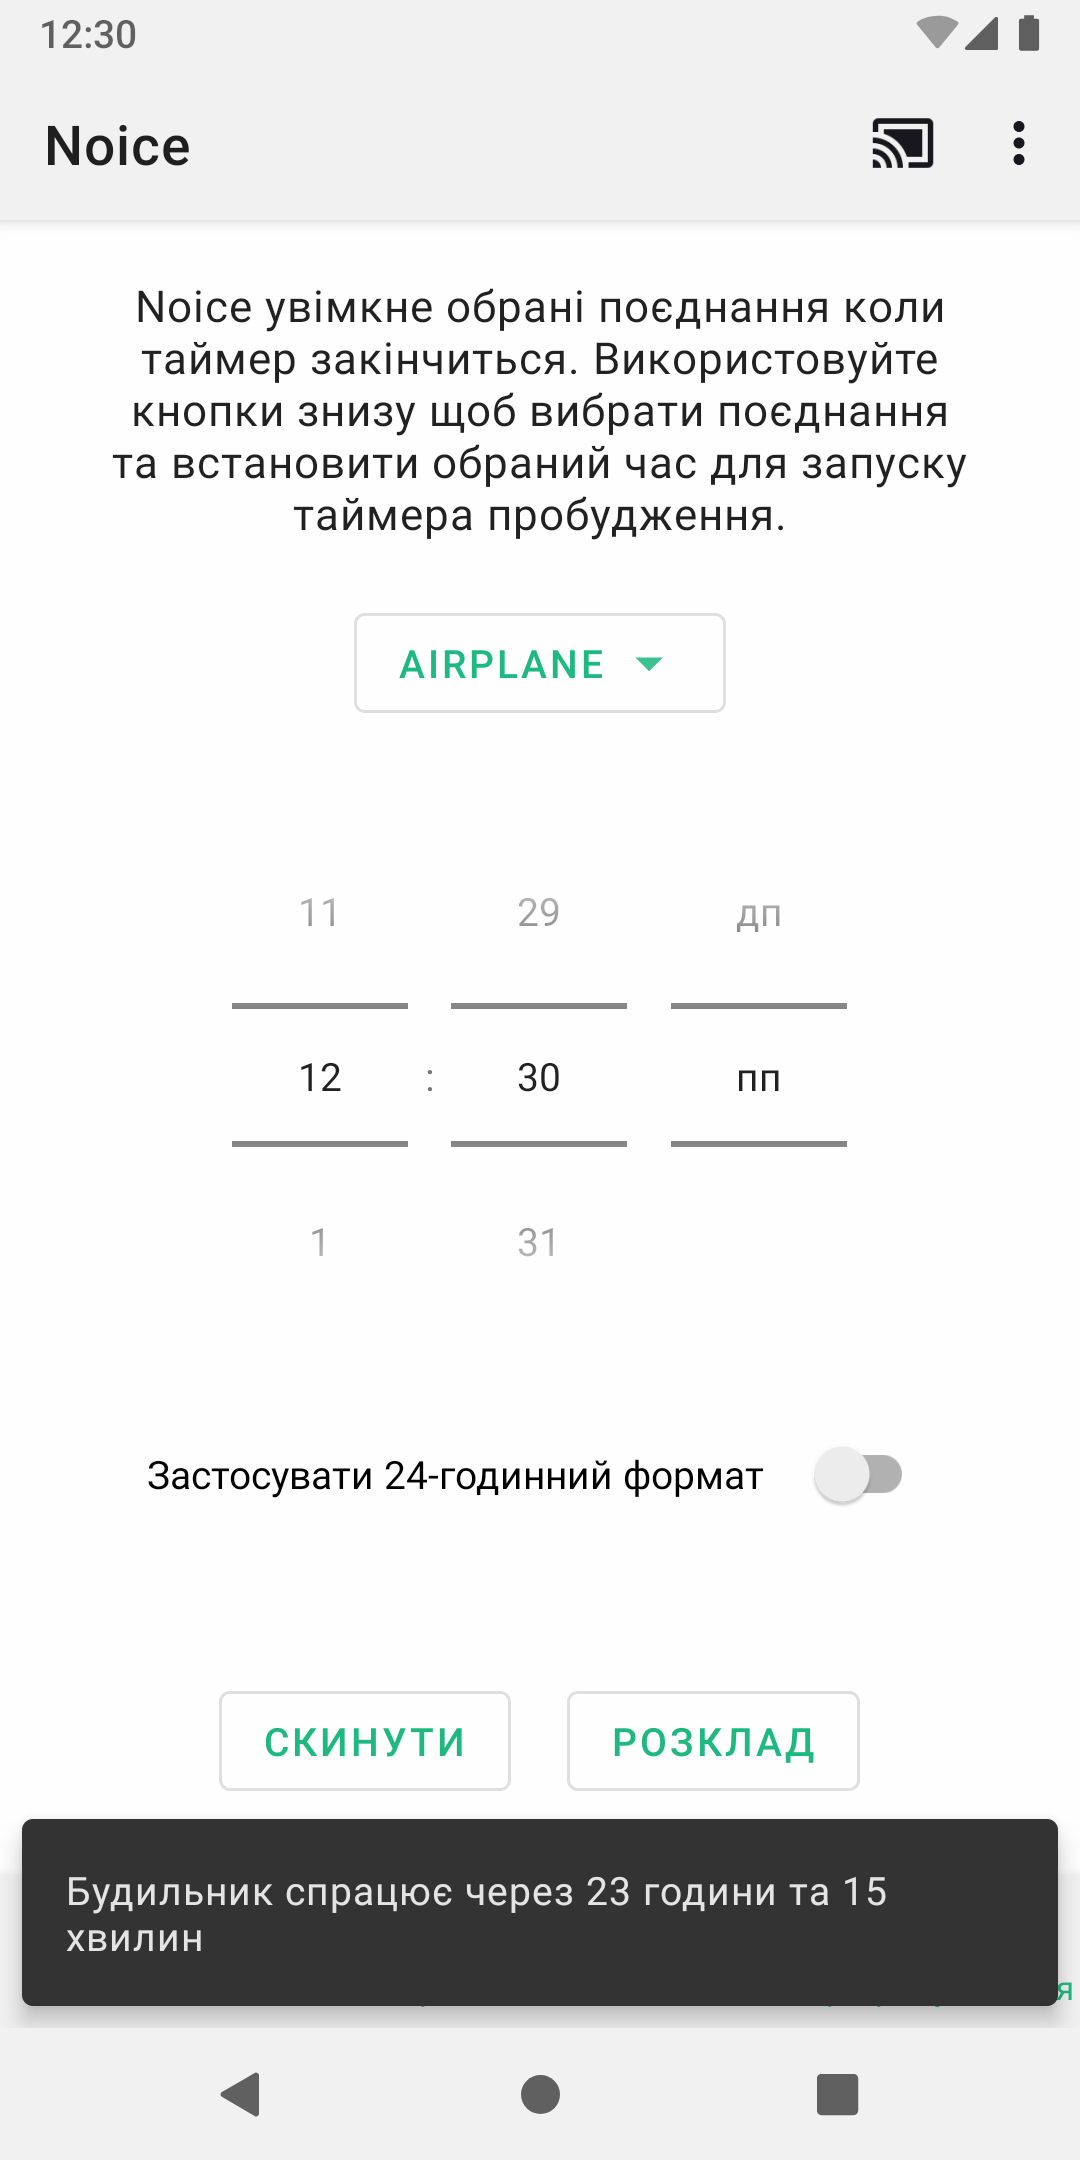 12:30
Noice
Noice увімкне обрані поєднання коли
таймер закінчиться. Використовуйте
кнопки знизу щоб вибрати поєднання
та встановити обраний час для запуску
таймера пробудження.
AIRPLANE
11 29 дп
12 : 30 пп
1 31
Застосувати 24-годинний формат
СКИНУТИ РОЗКЛАД
Будильник спрацює через 23 години та 15
хвилин
я